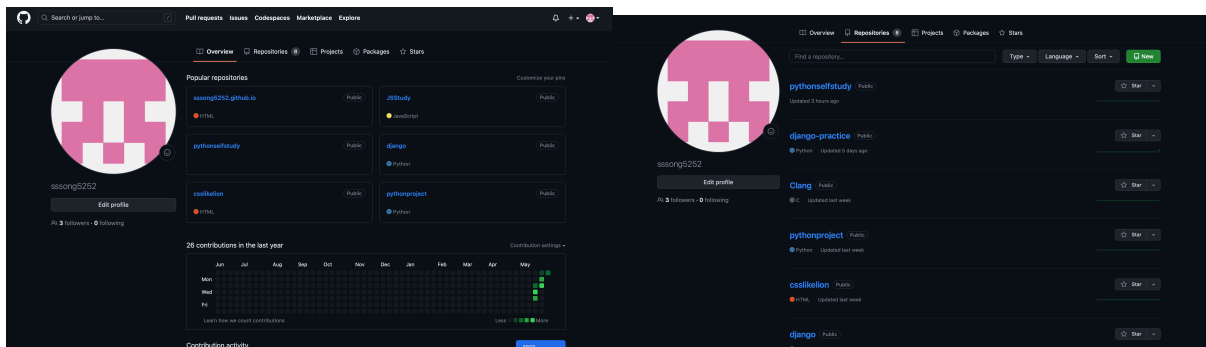 Search or jump to... /
Pull requests Issues Codespaces Marketplace Explore
Overview Repositories 8 Projects Packages Stars
sssong5252
Edit profile
3 followers · 0 following
Popular repositories
Customize your pins
sssong5252.github.io Public
HTML
JSStudy Public
JavaScript
pythonselfstudy Public
django Public
Python
csslikelion Public
HTML
pythonproject Public
Python
26 contributions in the last year
Contribution settings
Jun Jul Aug Sep Oct Nov Dec Jan Feb Mar Apr May
Mon
Wed
Fri
Learn how we count contributions
Less More
Contribution activity
2022
Overview Repositories 8 Projects Packages Stars
sssong5252
Edit profile
3 followers · 0 following
Find a repository...
Type Language Sort New
pythonselfstudy Public
Star
Updated 3 hours ago
django-practice Public
Star
Python Updated 5 days ago
Clang Public
Star
C Updated last week
pythonproject Public
Star
Python Updated last week
csslikelion Public
Star
HTML Updated last week
django Public
Star